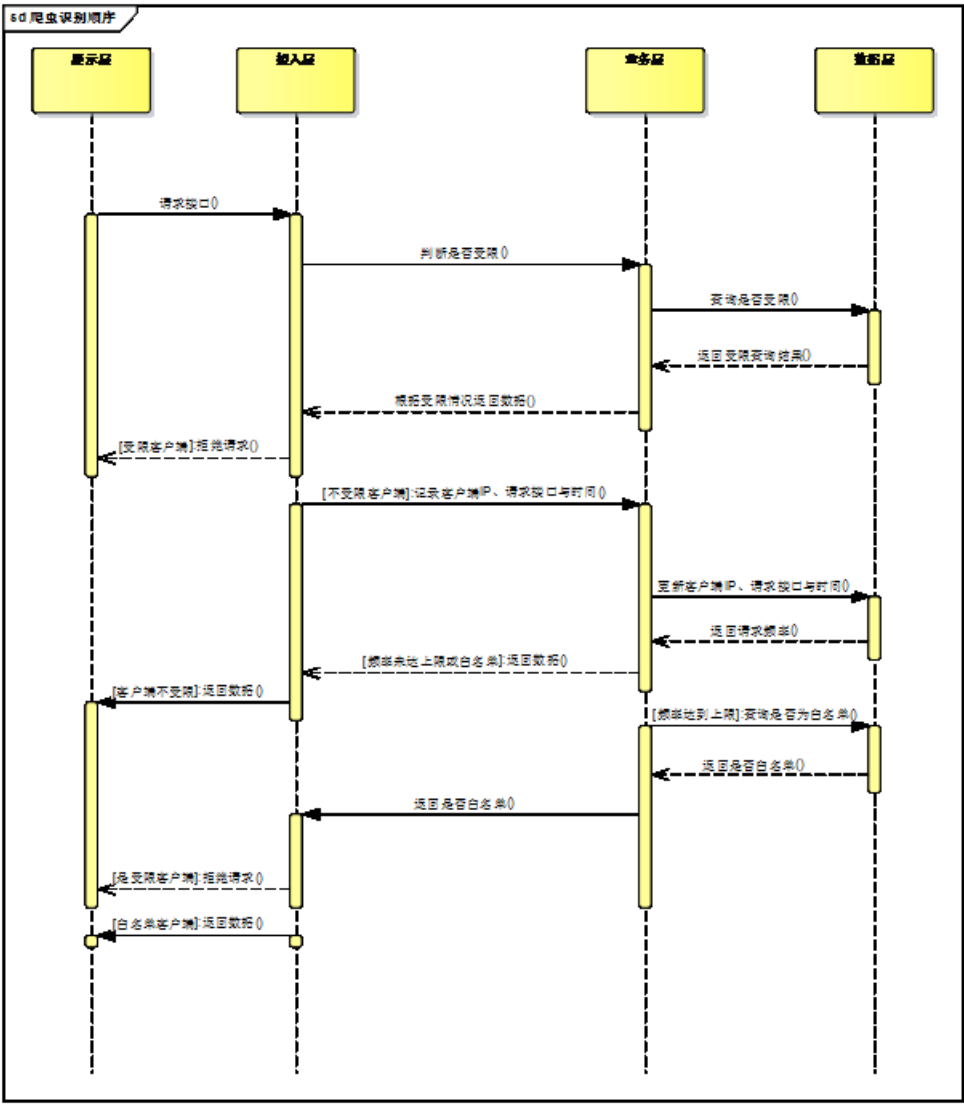 sd 爬虫识别顺序
展示层
接入层
业务层
数据层
请求接口()
判断是否受限()
查询是否受限()
返回受限查询结果()
根据受限情况返回数据()
[受限客户端]:拒绝请求()
[不受限客户端]:记录客户端IP、请求接口与时间()
更新客户端IP、请求接口与时间()
返回请求频率()
[频率未达上限或白名单]:返回数据()
[客户端不受限]:返回数据()
[频率达到上限]:查询是否为白名单()
返回是否白名单()
返回是否白名单()
[是受限客户端]:拒绝请求()
[白名单客户端]:返回数据()